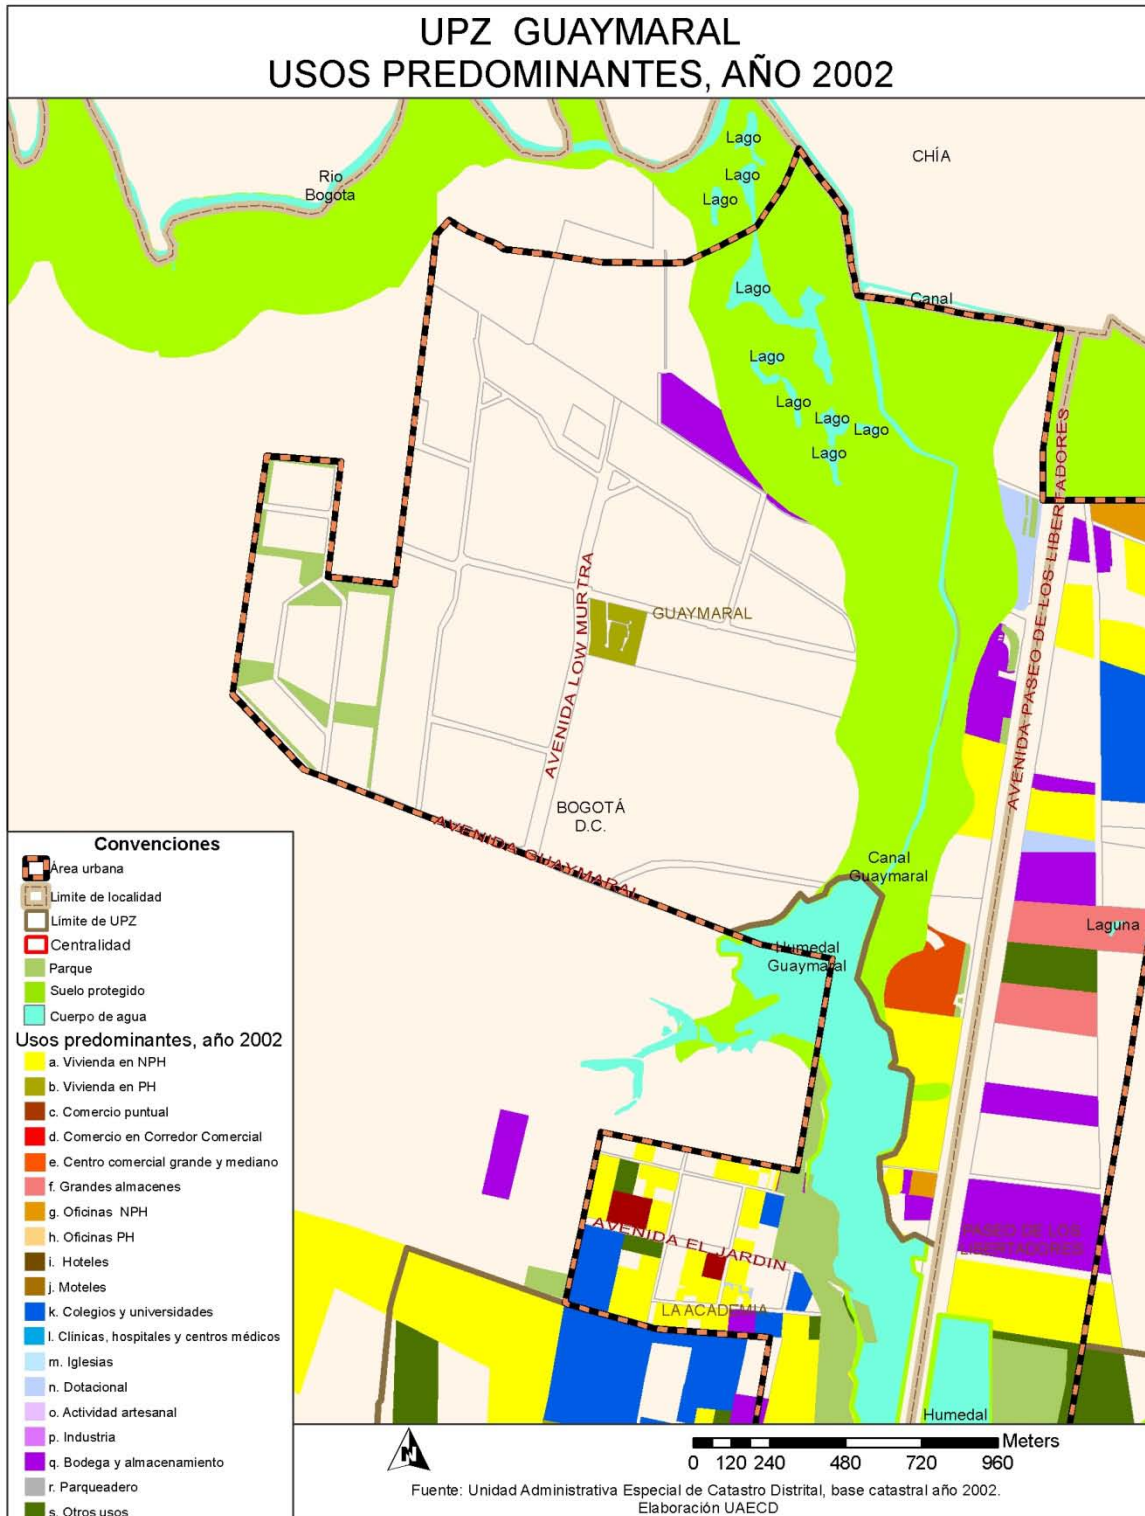 UPZ GUAYMARAL
USOS PREDOMINANTES, AÑO 2002
Lago
CHÍA
Rio
Bogota
Lago
Lago
Lago
Canal
Lago
Lago
Lago
Lago
Lago
AVENIDA PASEO DE LOS LIBERTADORES
AVENIDA LOW MURTRA
GUAYMARAL
BOGOTÁ
D.C.
AVENIDA GUAYMARAL
Canal
Guaymaral
Laguna
Humedal
Guaymaral
AVENIDA EL JARDIN
PASEO DE LOS
LIBERTADORES
LA ACADEMIA
Humedal
Convenciones
Área urbana
Limite de localidad
Límite de UPZ
Centralidad
Parque
Suelo protegido
Cuerpo de agua
Usos predominantes, año 2002
a. Vivienda en NPH
b. Vivienda en PH
c. Comercio puntual
d. Comercio en Corredor Comercial
e. Centro comercial grande y mediano
f. Grandes almacenes
g. Oficinas NPH
h. Oficinas PH
i. Hoteles
j. Moteles
k. Colegios y universidades
l. Clínicas, hospitales y centros médicos
m. Iglesias
n. Dotacional
o. Actividad artesanal
p. Industria
q. Bodega y almacenamiento
r. Parqueadero
s. Otros usos
N
Meters
0 120 240 480 720 960
Fuente: Unidad Administrativa Especial de Catastro Distrital, base catastral año 2002.
Elaboración UAECD